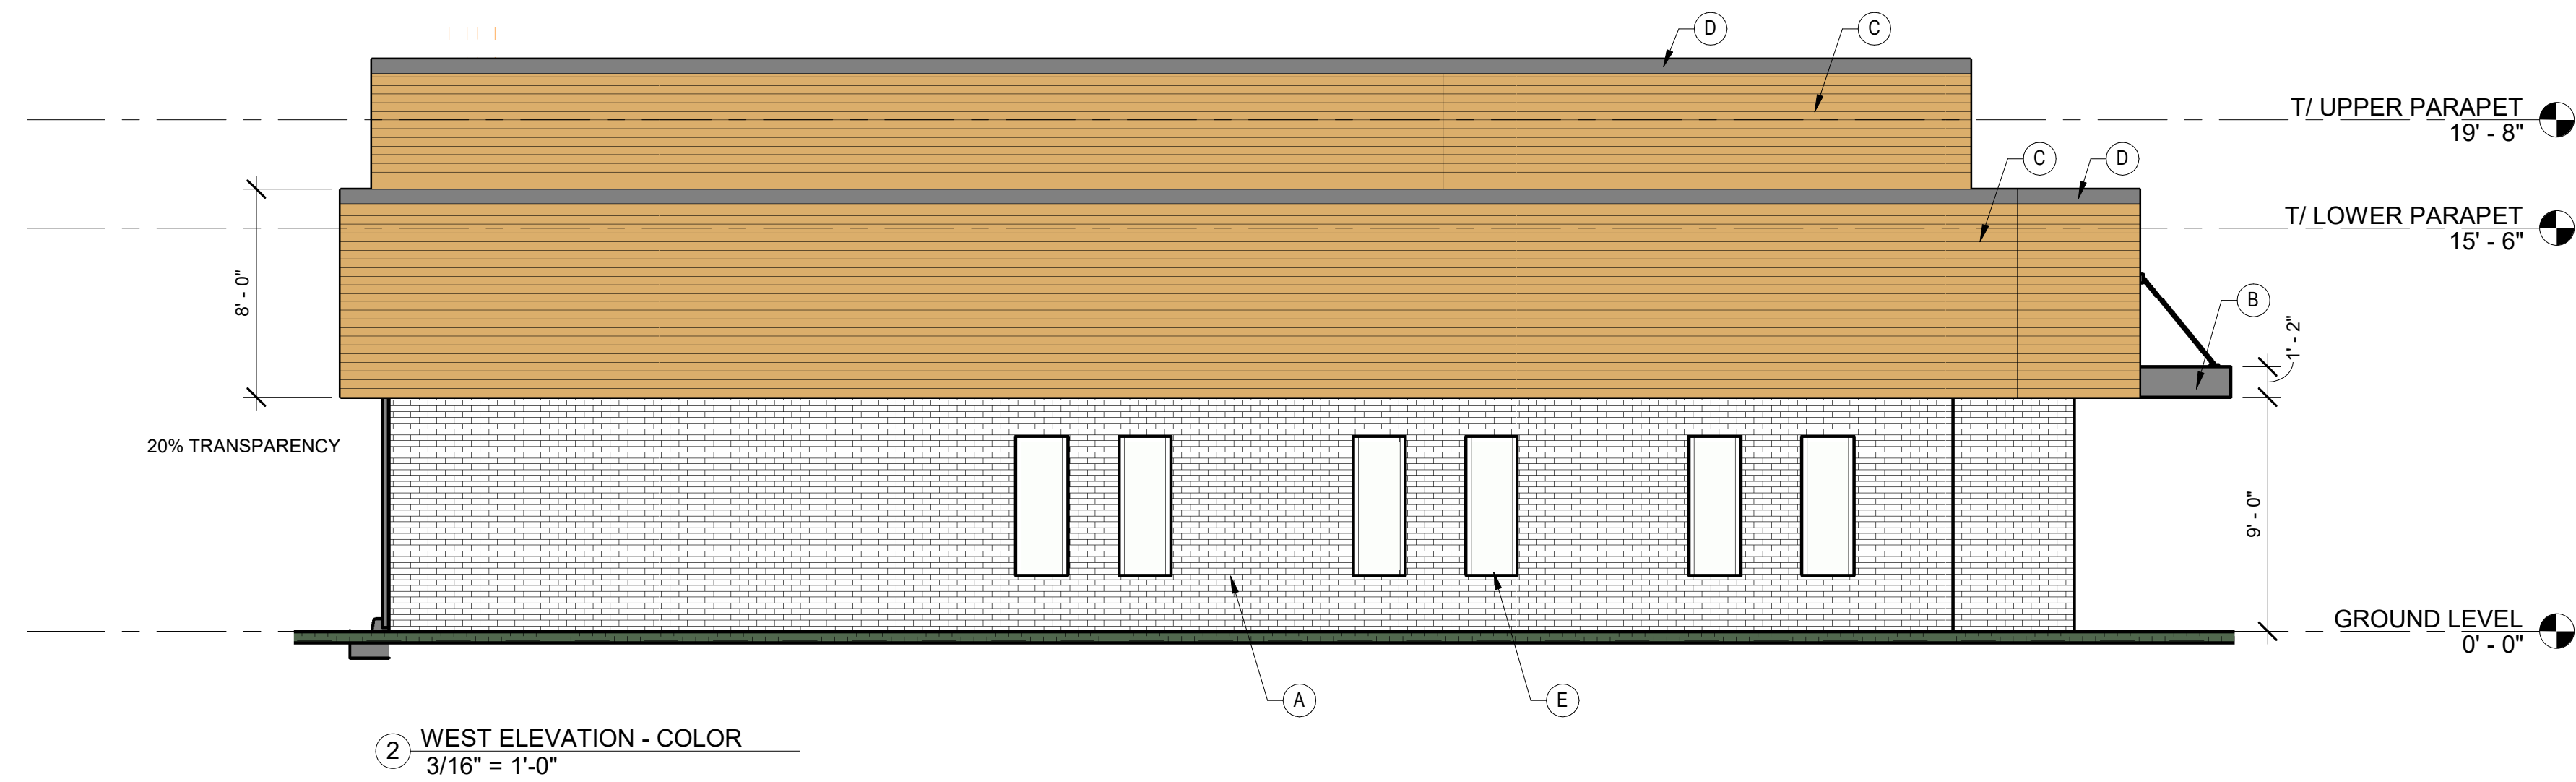 D
C
T/ UPPER PARAPET
19' - 8"
C
D
T/ LOWER PARAPET
15' - 6"
8' - 0"
B
1' - 2"
20% TRANSPARENCY
9' - 0"
GROUND LEVEL
0' - 0"
A
E
2 WEST ELEVATION - COLOR
3/16" = 1'-0"